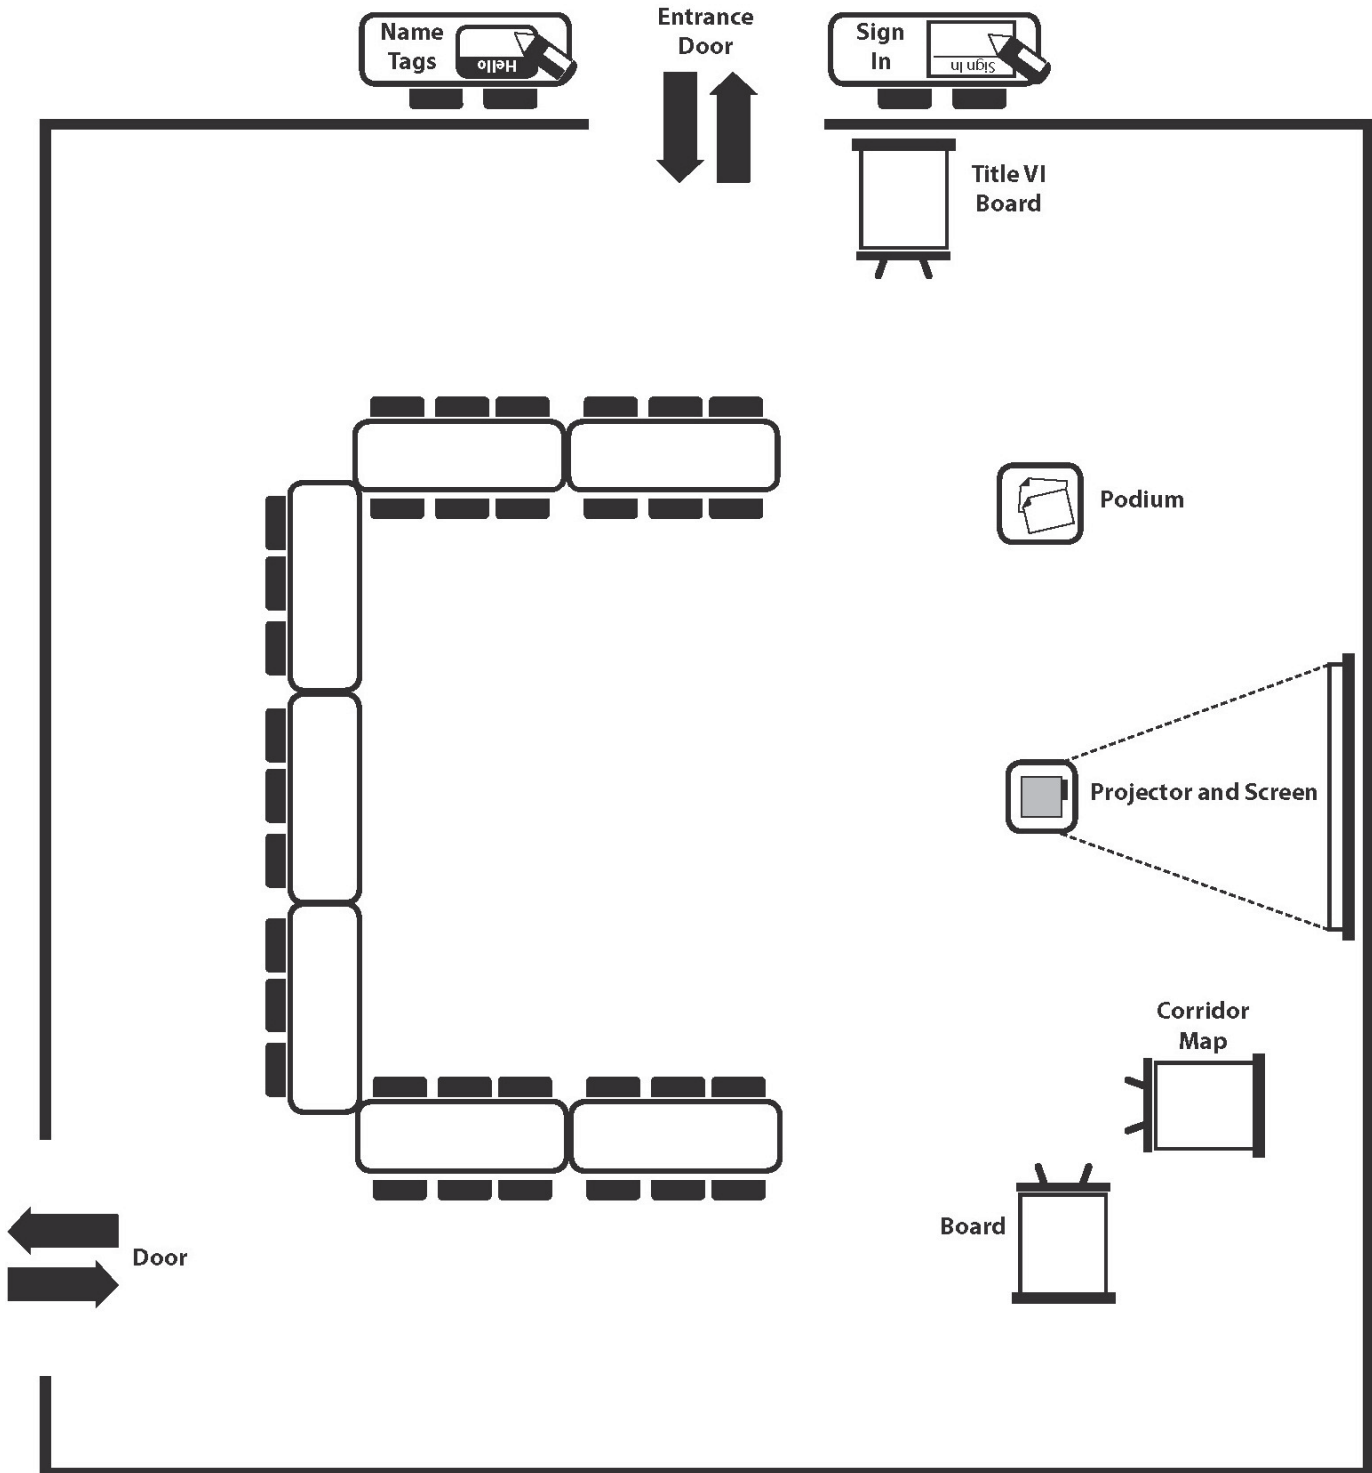 Name
Tags
Hello
Entrance
Door
Sign
In
Sign In
Title VI
Board
Podium
Projector and Screen
Corridor
Map
Board
Door